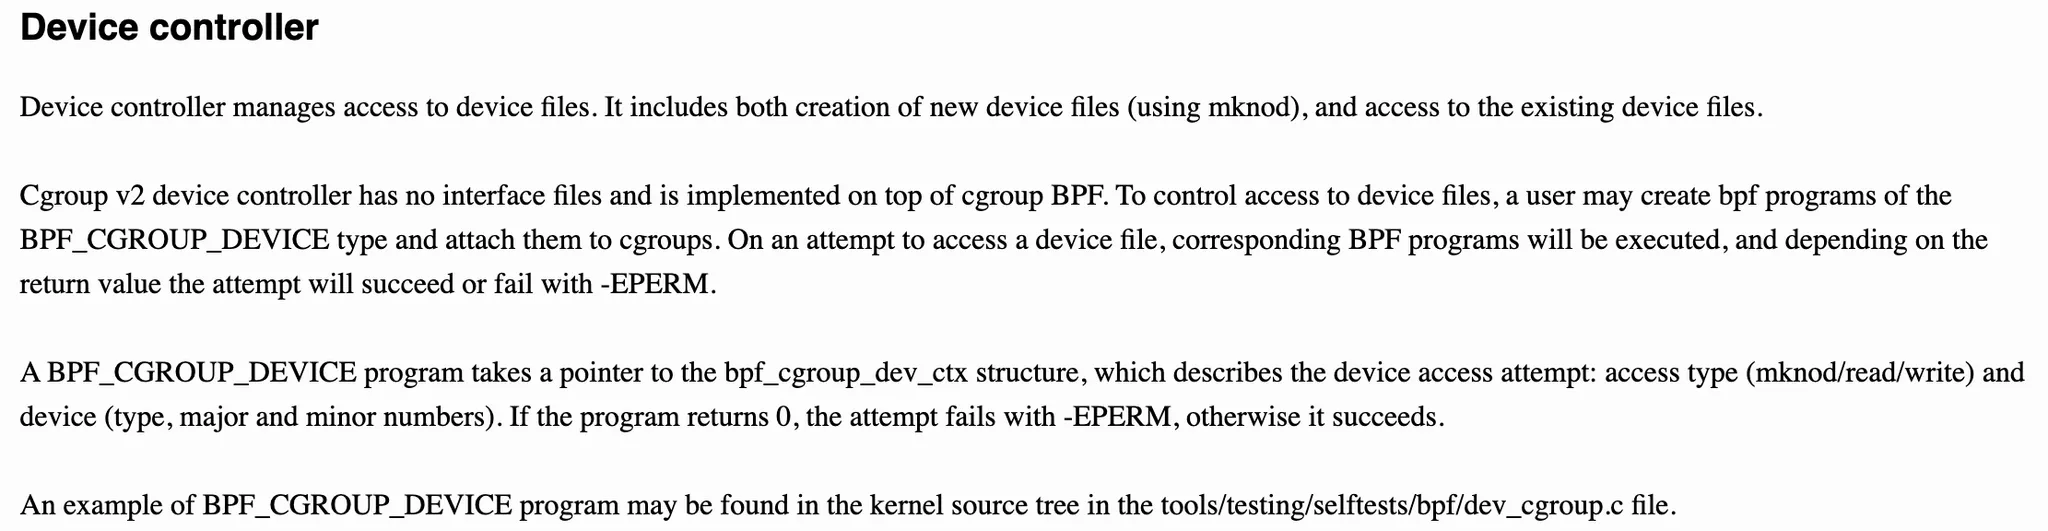 Device controller
Device controller manages access to device files. It includes both creation of new device files (using mknod), and access to the existing device files.
Cgroup v2 device controller has no interface files and is implemented on top of cgroup BPF. To control access to device files, a user may create bpf programs of the
BPF_CGROUP_DEVICE type and attach them to cgroups. On an attempt to access a device file, corresponding BPF programs will be executed, and depending on the
return value the attempt will succeed or fail with -EPERM.
A BPF_CGROUP_DEVICE program takes a pointer to the bpf_cgroup_dev_ctx structure, which describes the device access attempt: access type (mknod/read/write) and
device (type, major and minor numbers). If the program returns 0, the attempt fails with -EPERM, otherwise it succeeds.
An example of BPF_CGROUP_DEVICE program may be found in the kernel source tree in the tools/testing/selftests/bpf/dev_cgroup.c file.